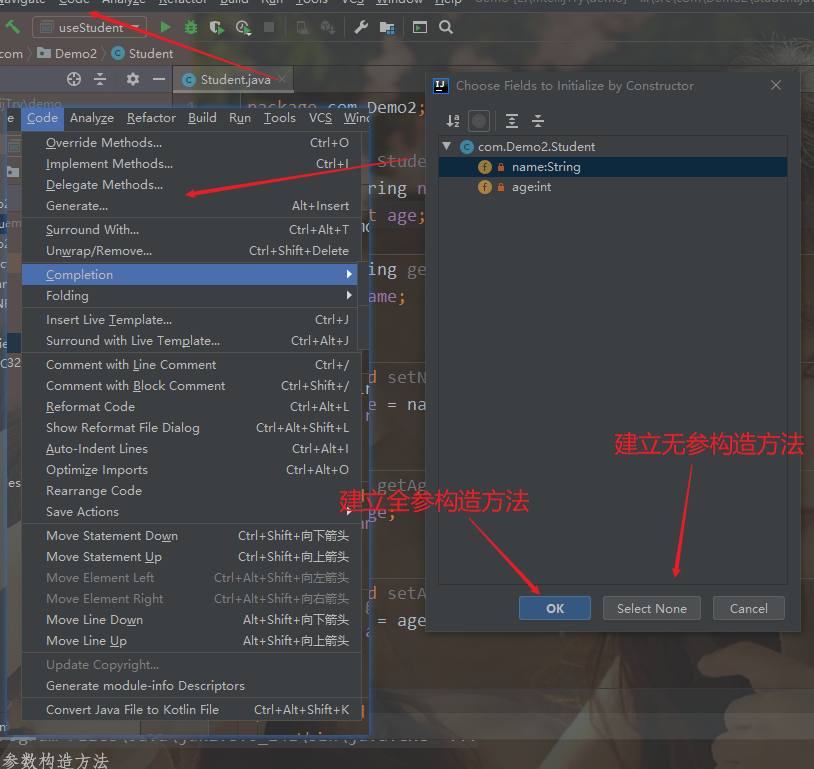 Navigate Code Analyze Refactor Build Run Tools VCS Window Help
useStudent
com Demo2 Student
Student.java
package com.Demo2;
Code Analyze Refactor Build Run Tools VCS
Override Methods... Ctrl+O
Implement Methods... Ctrl+I
Delegate Methods...
Generate... Alt+Insert
Surround With... Ctrl+Alt+T
Unwrap/Remove... Ctrl+Shift+Delete
Completion
Folding
Insert Live Template... Ctrl+J
Surround with Live Template... Ctrl+Alt+J
Comment with Line Comment Ctrl+/
Comment with Block Comment Ctrl+Shift+/
Reformat Code Ctrl+Alt+L
Show Reformat File Dialog Ctrl+Alt+Shift+L
Auto-Indent Lines Ctrl+Alt+I
Optimize Imports Ctrl+Alt+O
Rearrange Code
Save Actions
Move Statement Down Ctrl+Shift+向下箭头
Move Statement Up Ctrl+Shift+向上箭头
Move Element Left Ctrl+Alt+Shift+向左箭头
Move Element Right Ctrl+Alt+Shift+向右箭头
Move Line Down Alt+Shift+向下箭头
Move Line Up Alt+Shift+向上箭头
Update Copyright...
Generate module-info Descriptors
Convert Java File to Kotlin File Ctrl+Alt+Shift+K
Choose Fields to Initialize by Constructor
com.Demo2.Student
name:String
age:int
建立无参构造方法
建立全参构造方法
OK Select None Cancel
参数构造方法